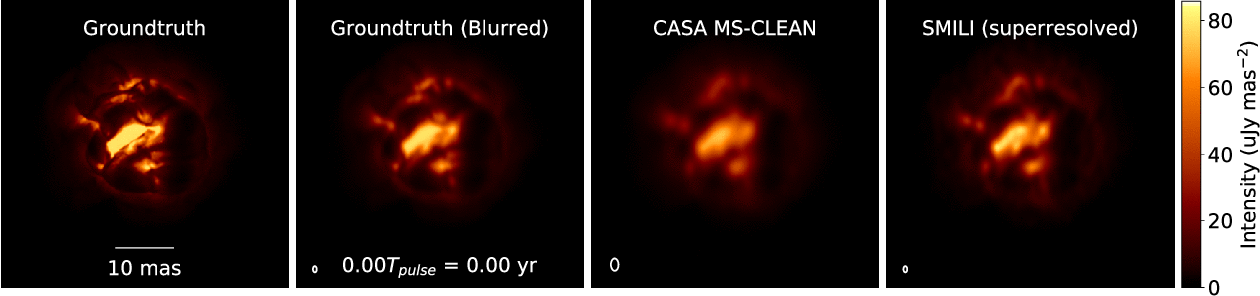 Groundtruth
Groundtruth (Blurred)
CASA MS-CLEAN
SMILI (superresolved)
10 mas
0.00T_pulse = 0.00 yr
80
60
40
20
0
Intensity (uJy mas⁻²)